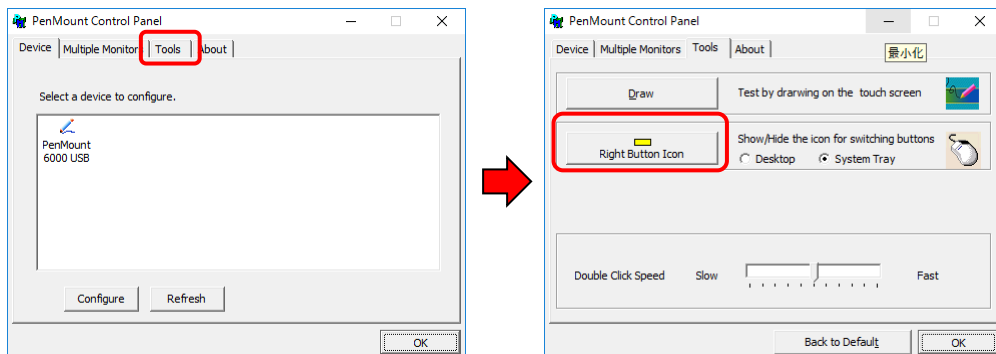 PenMount Control Panel
Device Multiple Monitors Tools About
Select a device to configure.
PenMount
6000 USB
Configure Refresh
OK
PenMount Control Panel
Device Multiple Monitors Tools About
最小化
Draw Test by drarwing on the touch screen
Right Button Icon
Show/Hide the icon for switching buttons
Desktop System Tray
Double Click Speed Slow Fast
Back to Default OK